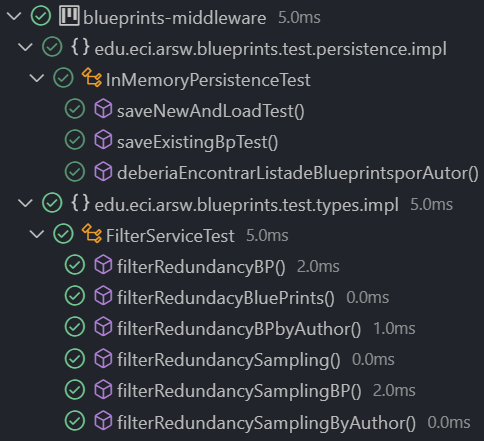 blueprints-middleware 5.0ms
{} edu.eci.arsw.blueprints.test.persistence.impl
InMemoryPersistenceTest
saveNewAndLoadTest()
saveExistingBpTest()
deberiaEncontrarListadeBlueprintsporAutor()
{} edu.eci.arsw.blueprints.test.types.impl 5.0ms
FilterServiceTest 5.0ms
filterRedundancyBP() 2.0ms
filterRedundacyBluePrints() 0.0ms
filterRedundancyBPbyAuthor() 1.0ms
filterRedundancySampling() 0.0ms
filterRedundancySamplingBP() 2.0ms
filterRedundancySamplingByAuthor() 0.0ms